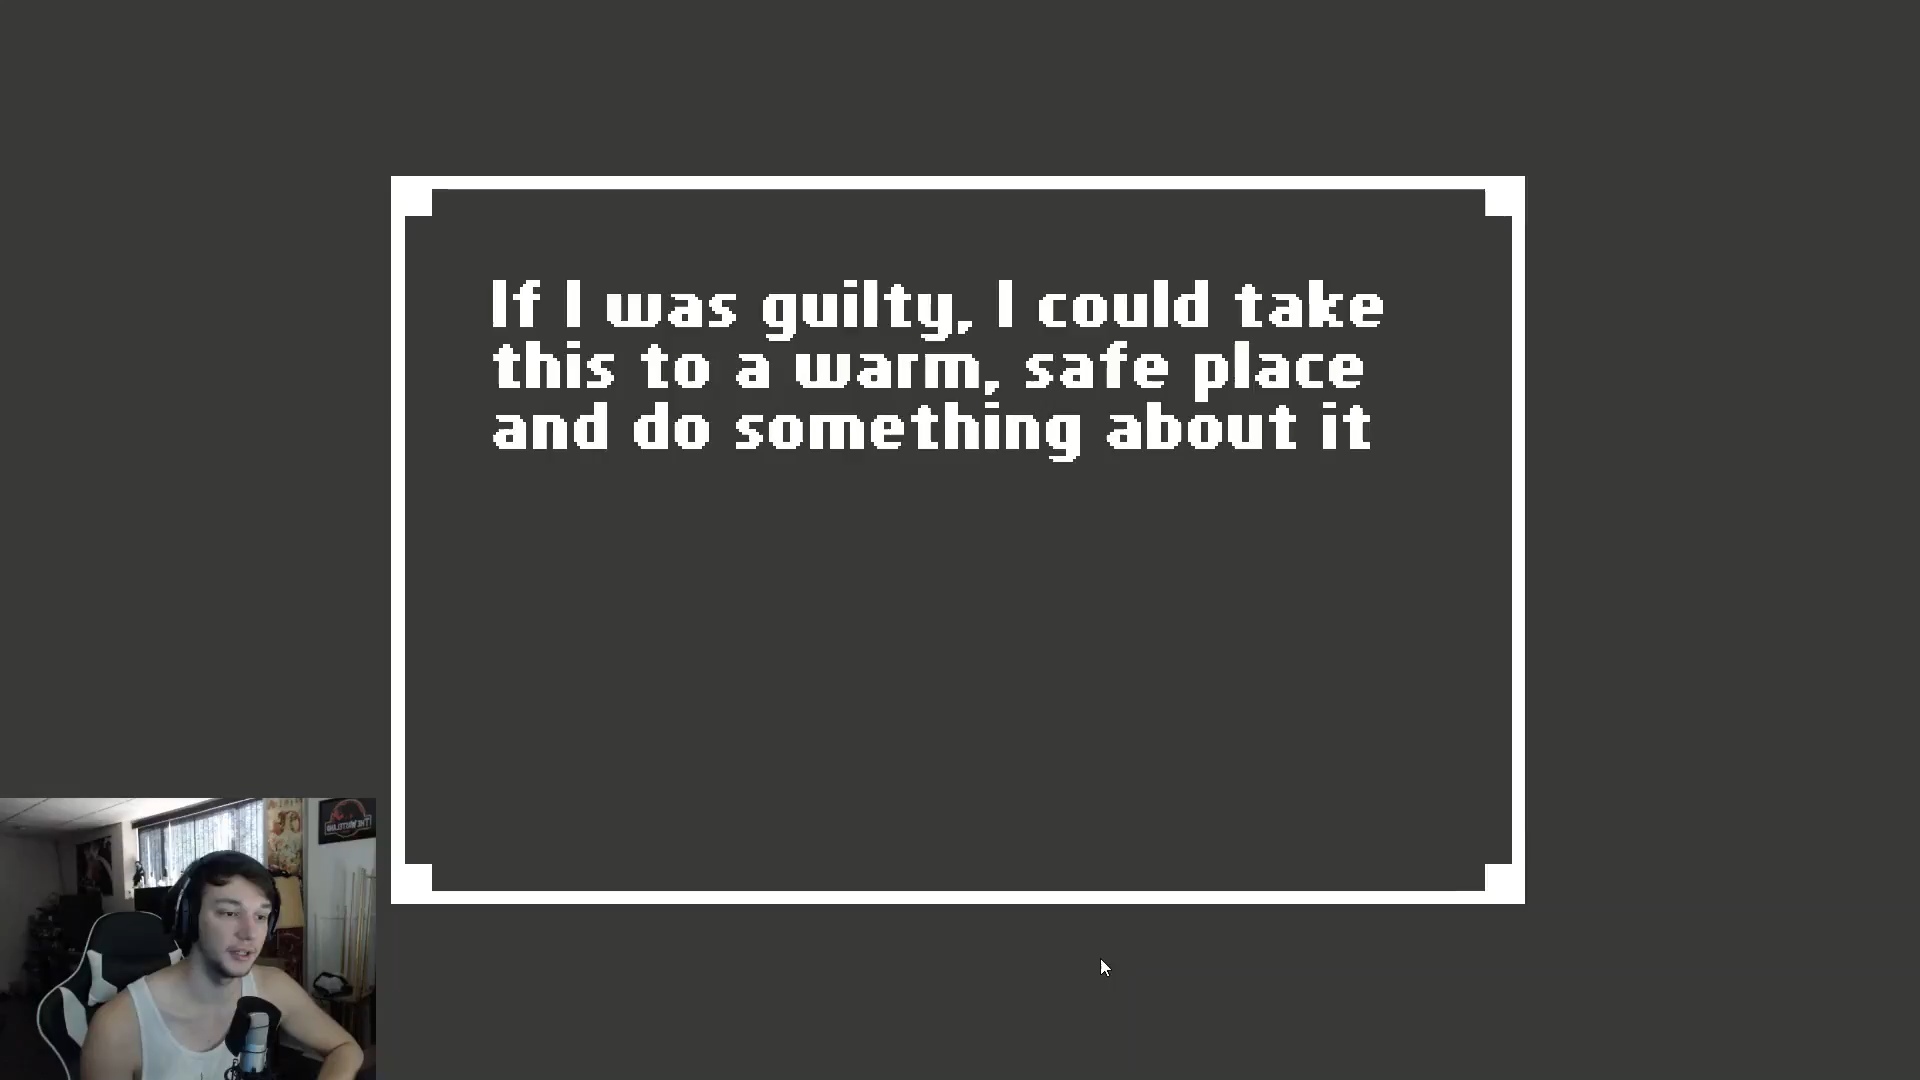 If I was guilty, I could take
this to a warm, safe place
and do something about it